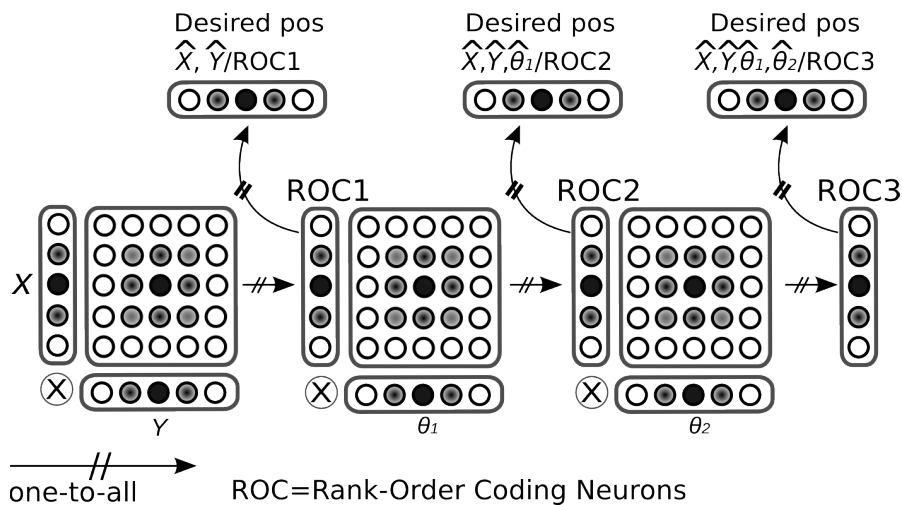 Desired pos
X̂, Ŷ/ROC1
Desired pos
X̂,Ŷ,θ̂₁/ROC2
Desired pos
X̂,Ŷ,θ̂₁,θ̂₂/ROC3
ROC1
ROC2
ROC3
X
X
X
X
Y
θ₁
θ₂
one-to-all
ROC=Rank-Order Coding Neurons